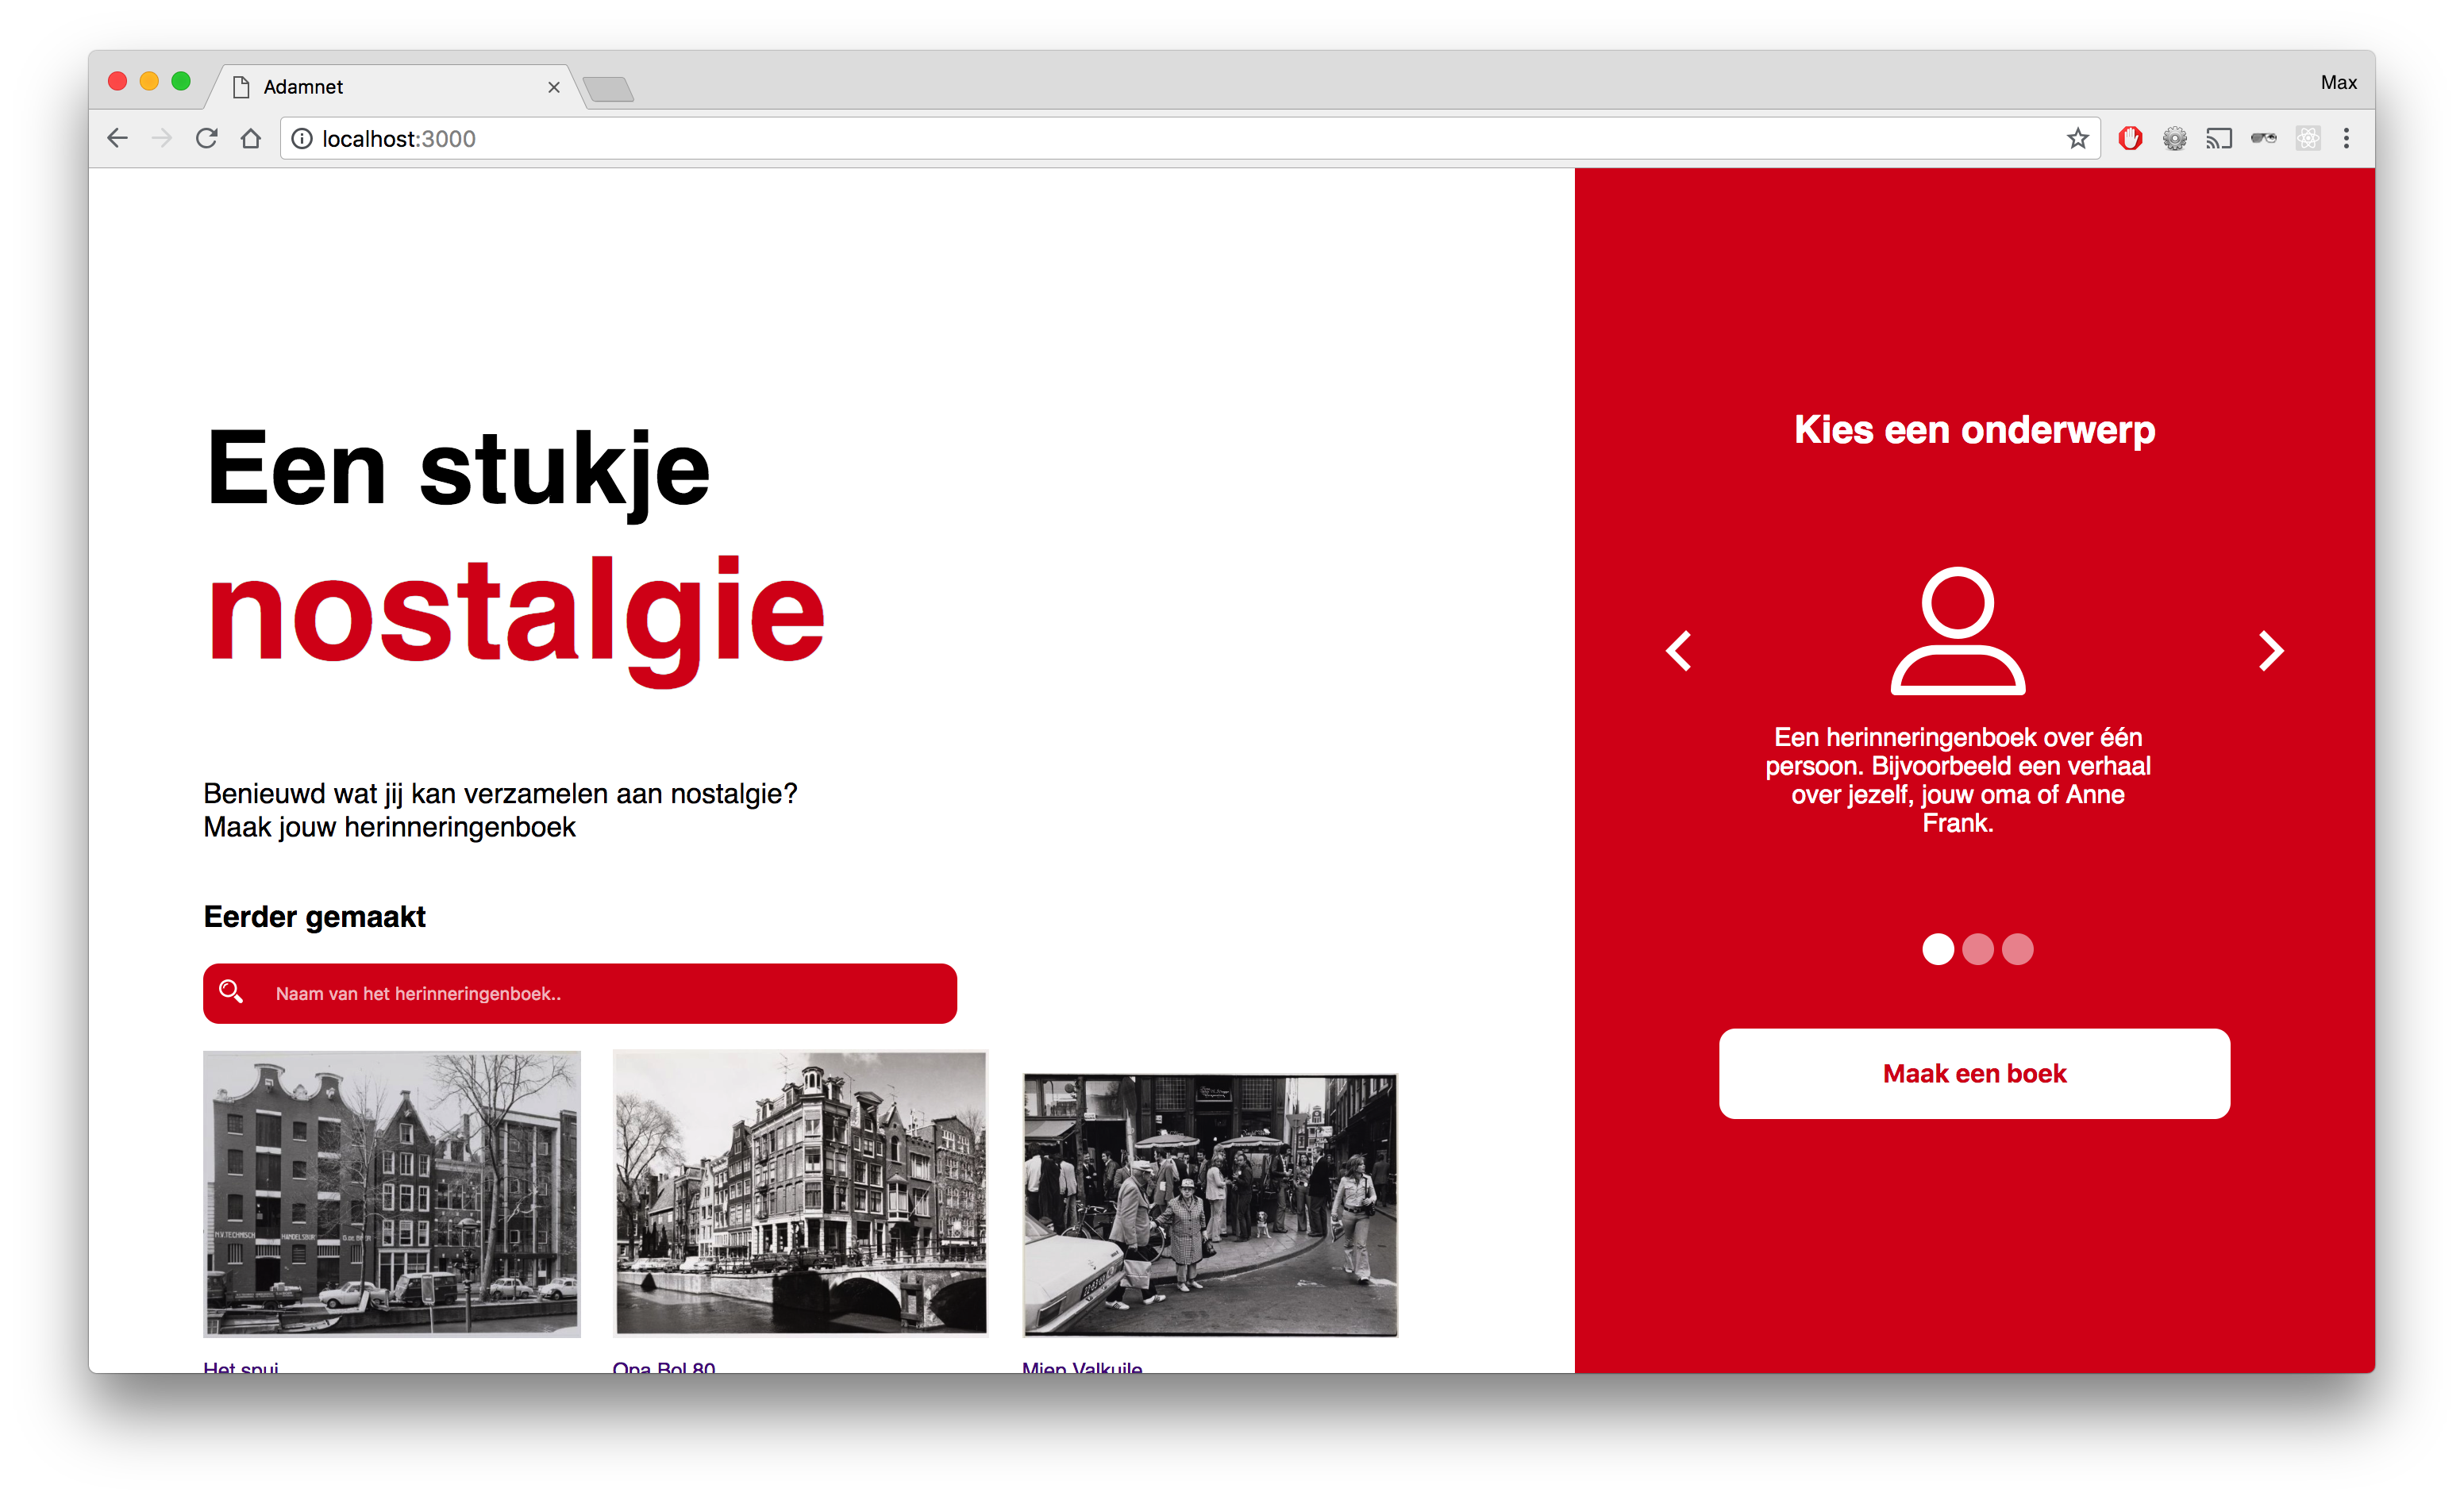 Adamnet
Max
localhost:3000
Een stukje
nostalgie
Benieuwd wat jij kan verzamelen aan nostalgie?
Maak jouw herinneringenboek
Eerder gemaakt
Naam van het herinneringenboek..
Het spui
Opa Bol 80
Miep Valkuile
Kies een onderwerp
Een herinneringenboek over één
persoon. Bijvoorbeeld een verhaal
over jezelf, jouw oma of Anne
Frank.
Maak een boek